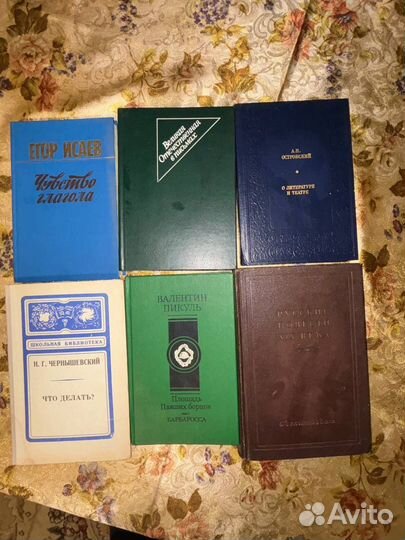 ЕГОР ИСАЕВ
Чувство
глагола
Великая
Отечественная
в письмах
А.Н.
ОСТРОВСКИЙ
О ЛИТЕРАТУРЕ
И ТЕАТРЕ
ШКОЛЬНАЯ БИБЛИОТЕКА
Н. Г. ЧЕРНЫШЕВСКИЙ
ЧТО ДЕЛАТЬ?
ВАЛЕНТИН
ПИКУЛЬ
Площадь
Павших борцов
БАРБАРОССА
РУССКИЕ
ПОВЕСТИ
XIX ВЕКА
Avito